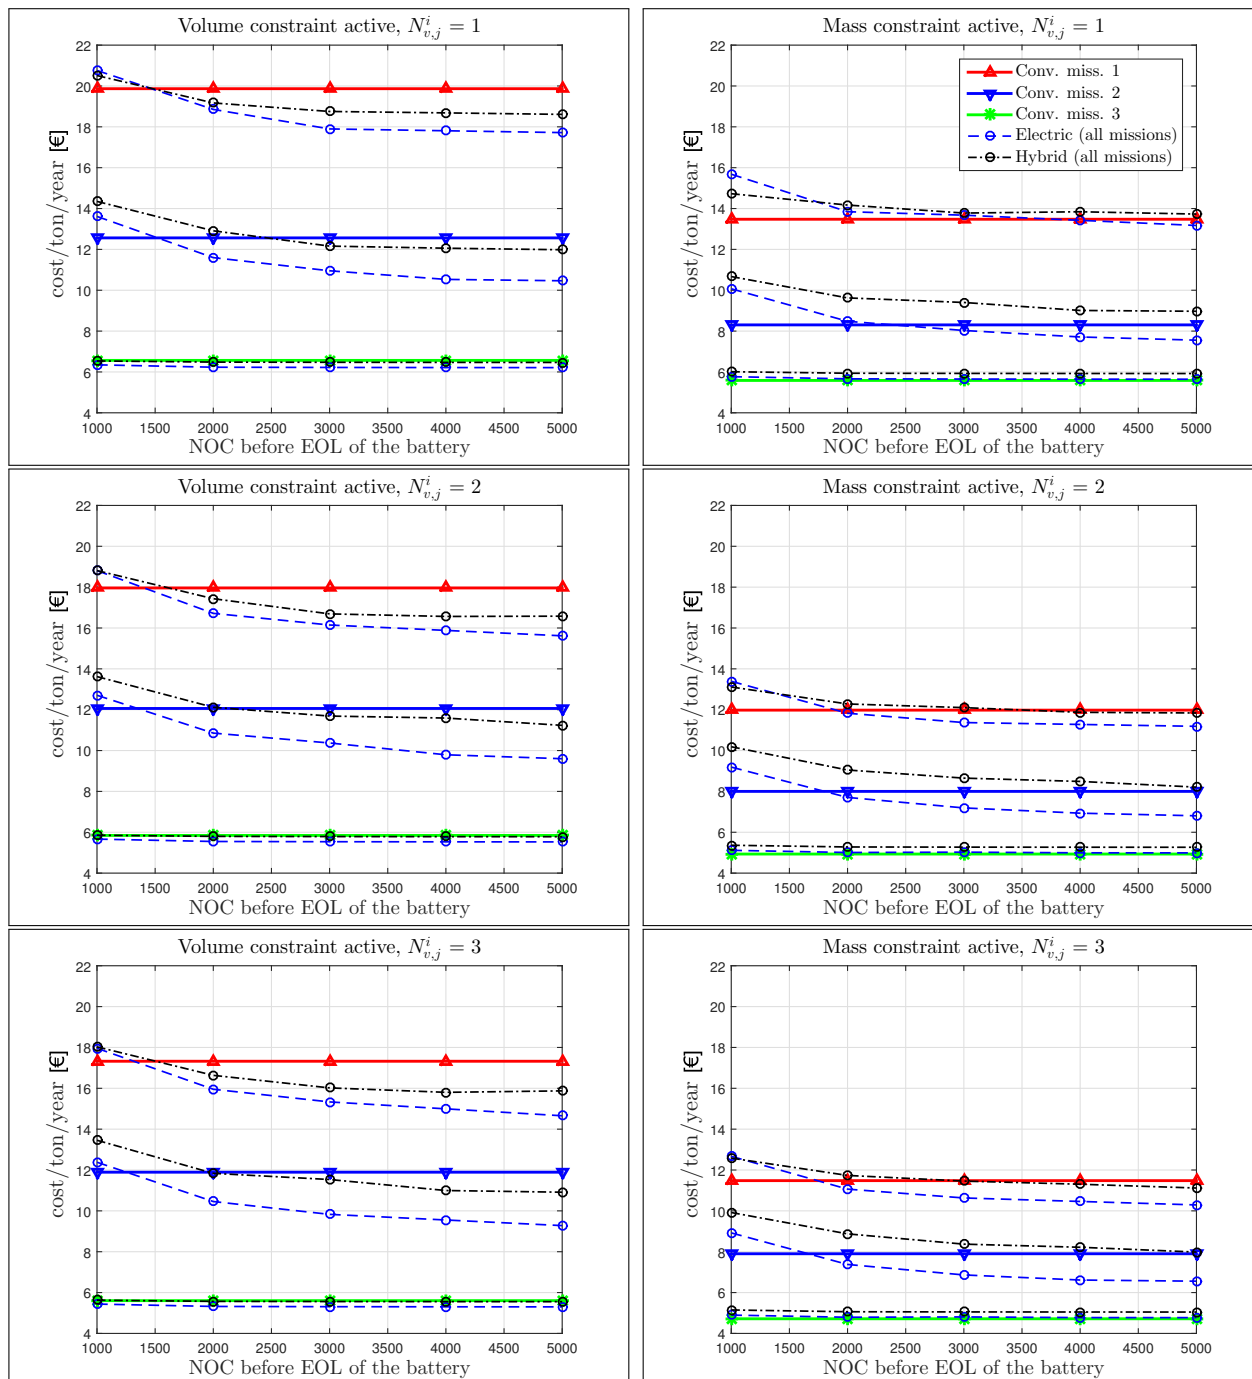 Volume constraint active, $N_{v,j}^{i} = 1$
22
20
18
16
14
12
10
8
6
4
cost/ton/year [€]
1000 1500 2000 2500 3000 3500 4000 4500 5000
NOC before EOL of the battery
Mass constraint active, $N_{v,j}^{i} = 1$
22
20
18
16
14
12
10
8
6
4
cost/ton/year [€]
Conv. miss. 1
Conv. miss. 2
Conv. miss. 3
Electric (all missions)
Hybrid (all missions)
1000 1500 2000 2500 3000 3500 4000 4500 5000
NOC before EOL of the battery
Volume constraint active, $N_{v,j}^{i} = 2$
22
20
18
16
14
12
10
8
6
4
cost/ton/year [€]
1000 1500 2000 2500 3000 3500 4000 4500 5000
NOC before EOL of the battery
Mass constraint active, $N_{v,j}^{i} = 2$
22
20
18
16
14
12
10
8
6
4
cost/ton/year [€]
1000 1500 2000 2500 3000 3500 4000 4500 5000
NOC before EOL of the battery
Volume constraint active, $N_{v,j}^{i} = 3$
22
20
18
16
14
12
10
8
6
4
cost/ton/year [€]
1000 1500 2000 2500 3000 3500 4000 4500 5000
NOC before EOL of the battery
Mass constraint active, $N_{v,j}^{i} = 3$
22
20
18
16
14
12
10
8
6
4
cost/ton/year [€]
1000 1500 2000 2500 3000 3500 4000 4500 5000
NOC before EOL of the battery